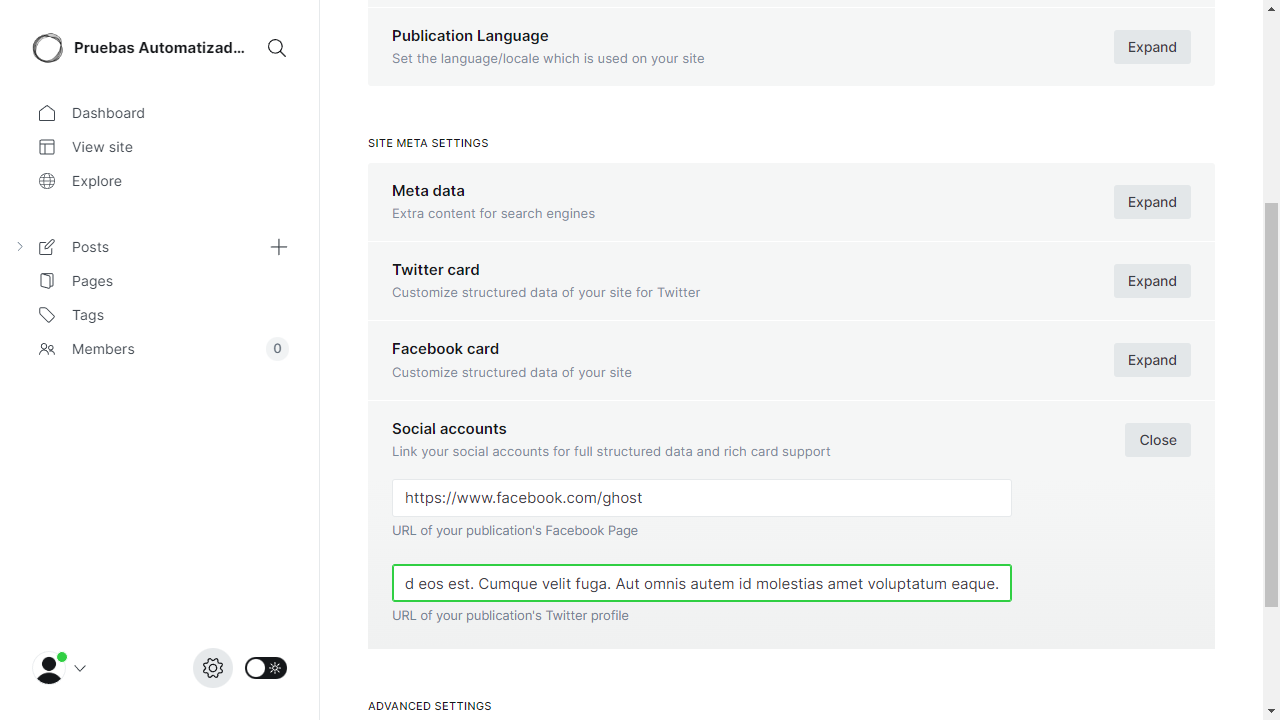 Pruebas Automatizad...
Dashboard
View site
Explore
Posts
Pages
Tags
Members
0
Publication Language
Set the language/locale which is used on your site
Expand
SITE META SETTINGS
Meta data
Extra content for search engines
Expand
Twitter card
Customize structured data of your site for Twitter
Expand
Facebook card
Customize structured data of your site
Expand
Social accounts
Link your social accounts for full structured data and rich card support
Close
https://www.facebook.com/ghost
URL of your publication's Facebook Page
d eos est. Cumque velit fuga. Aut omnis autem id molestias amet voluptatum eaque.
URL of your publication's Twitter profile
ADVANCED SETTINGS